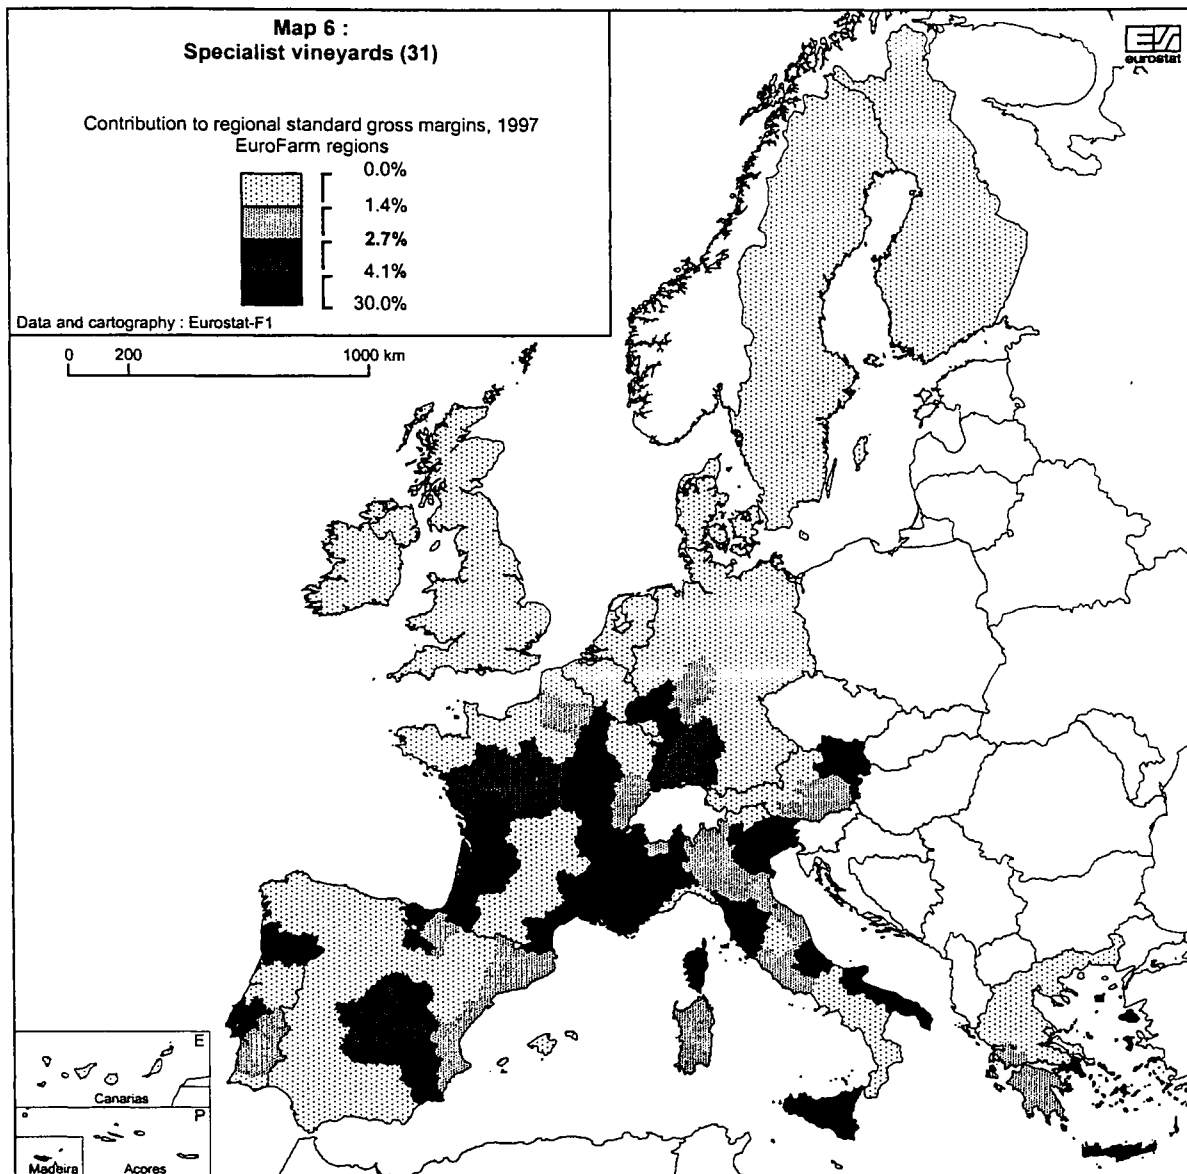 Map 6 :
Specialist vineyards (31)
Contribution to regional standard gross margins, 1997
EuroFarm regions
0.0%
1.4%
2.7%
4.1%
30.0%
Data and cartography : Eurostat-F1
eurostat
0 200 1000 km
E
Canarias
P
Madeira Acores